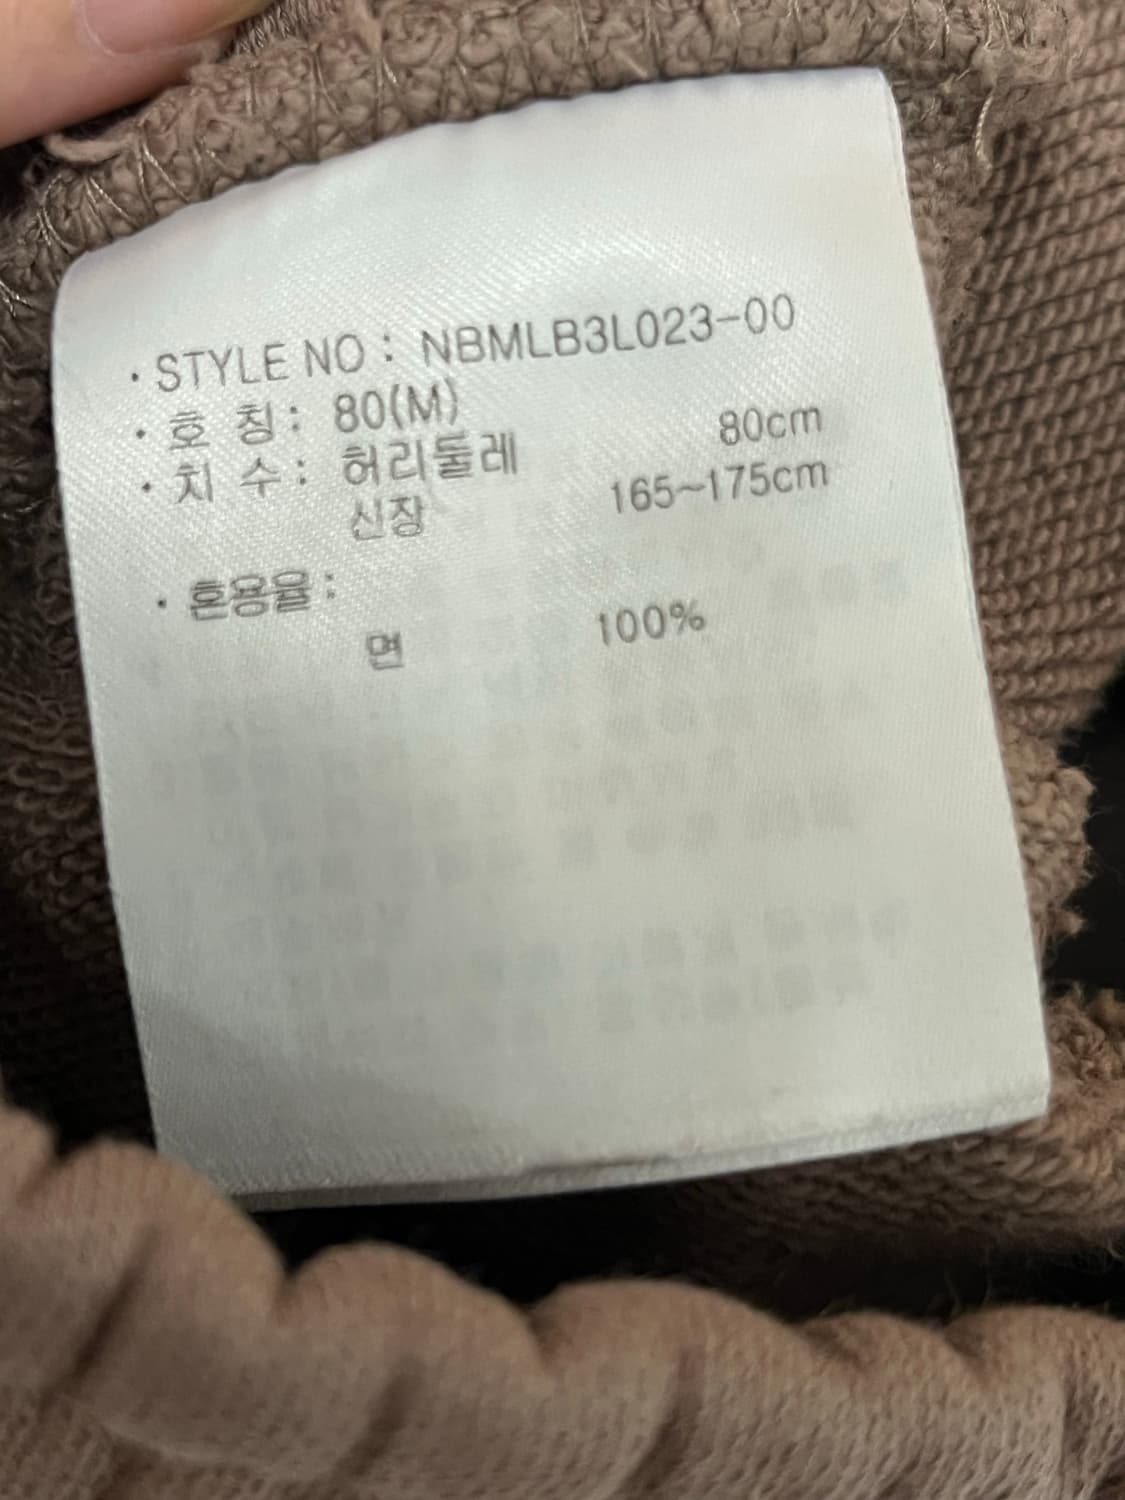 · STYLE NO : NBMLB3L023-00
· 호 칭 : 80(M)
· 치 수 : 허리둘레 80cm
신장 165~175cm
· 혼용율 :
면 100%